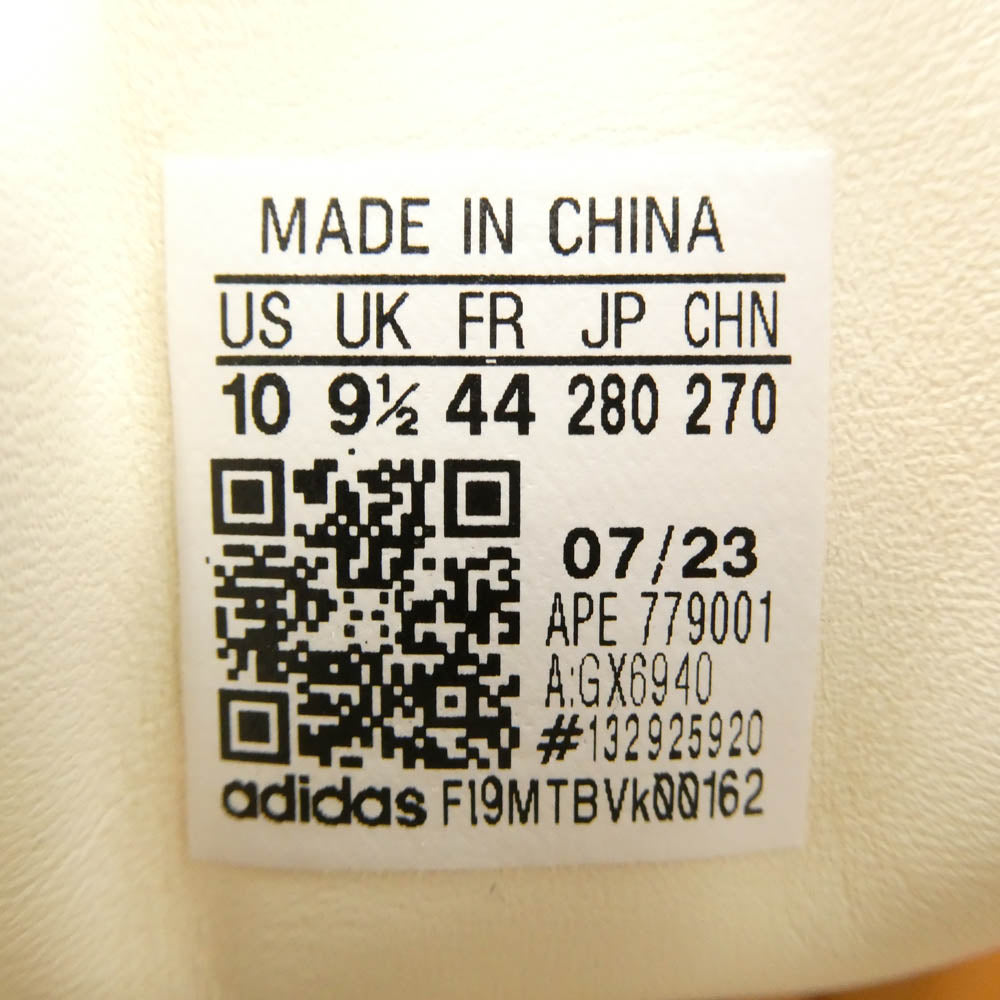 MADE IN CHINA
US UK FR JP CHN
10 9½ 44 280 270
07/23
APE 779001
A:GX6940
#132925920
adidas Fl9MTBVk00162